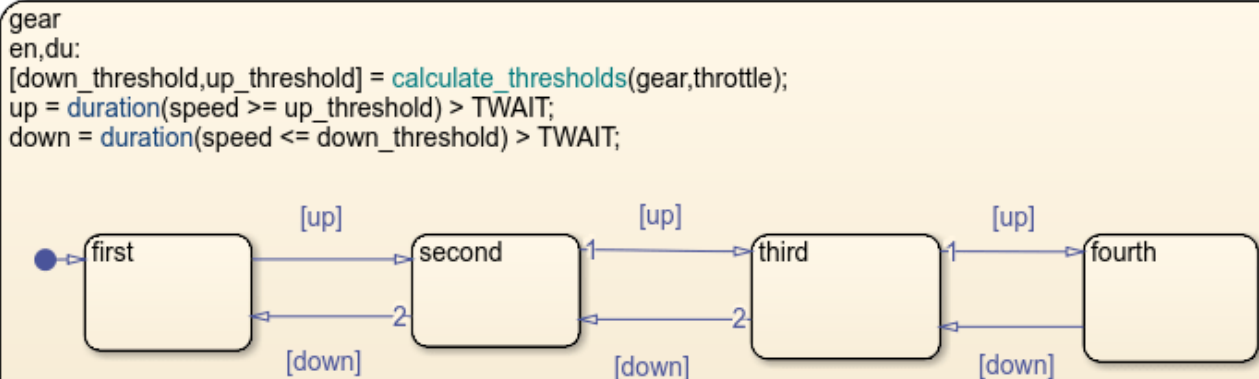 gear
en,du:
[down_threshold,up_threshold] = calculate_thresholds(gear,throttle);
up = duration(speed >= up_threshold) > TWAIT;
down = duration(speed <= down_threshold) > TWAIT;
[up] [up] [up]
first second 1 third 1 fourth
2 2
[down] [down] [down]